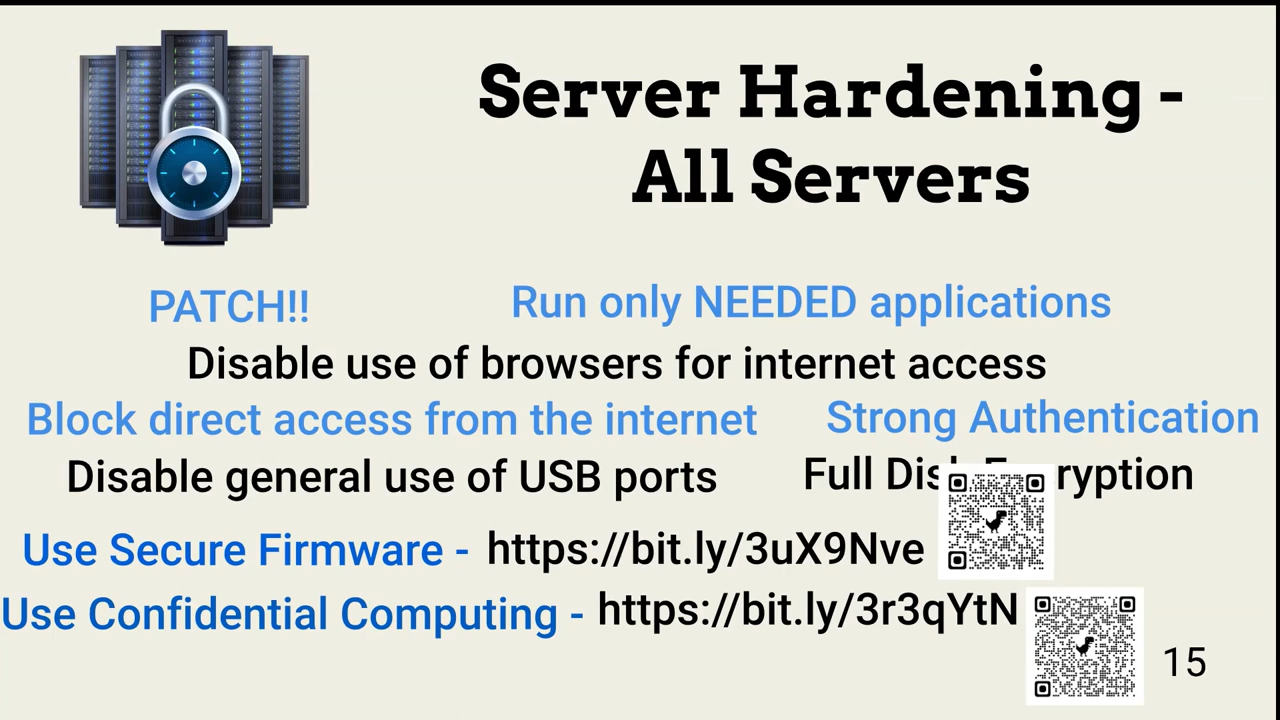 Server Hardening -
All Servers
PATCH!!
Run only NEEDED applications
Disable use of browsers for internet access
Block direct access from the internet
Strong Authentication
Disable general use of USB ports
Full Disk Encryption
Use Secure Firmware - https://bit.ly/3uX9Nve
Use Confidential Computing - https://bit.ly/3r3qYtN
15